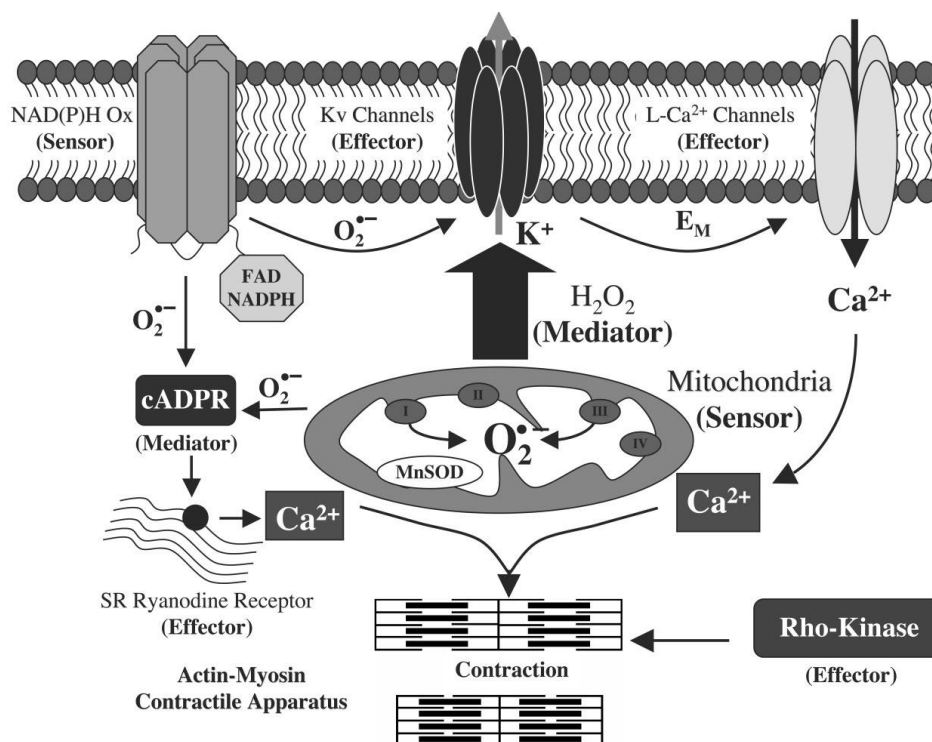 NAD(P)H Ox
(Sensor)
Kv Channels
(Effector)
L-Ca²⁺ Channels
(Effector)
O₂•−
K⁺
E_M
FAD
NADPH
O₂•−
H₂O₂
(Mediator)
Ca²⁺
cADPR
(Mediator)
O₂•−
I
II
III
IV
O₂•−
MnSOD
Mitochondria
(Sensor)
Ca²⁺
Ca²⁺
SR Ryanodine Receptor
(Effector)
Contraction
Rho-Kinase
(Effector)
Actin-Myosin
Contractile Apparatus